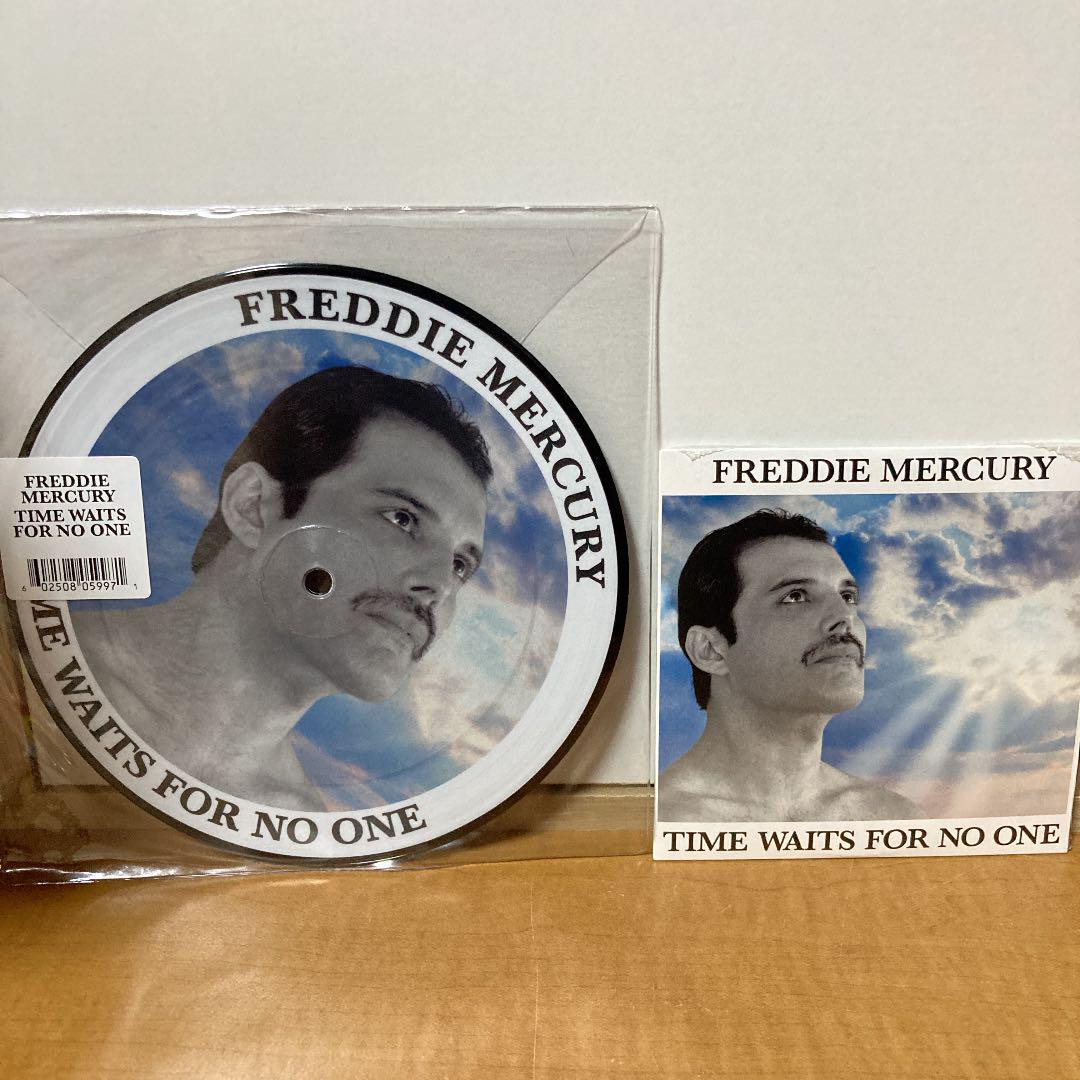 FREDDIE MERCURY
ME WAITS FOR NO ONE
FREDDIE
MERCURY
TIME WAITS
FOR NO ONE
6 02508 05997 1
FREDDIE MERCURY
TIME WAITS FOR NO ONE